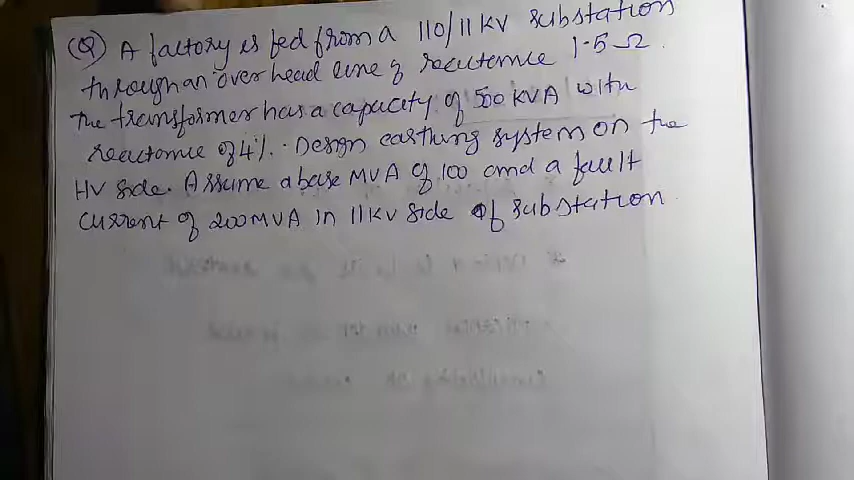 (Q) A factory is fed from a 110/11 KV substation
through an over head line of reactance 1.5 Ω.
The transformer has a capacity of 500 KVA with
reactance of 4%. Design earthing system on the
HV side. Assume a base MVA of 100 and a fault
current of 200 MVA in 11 KV side of substation